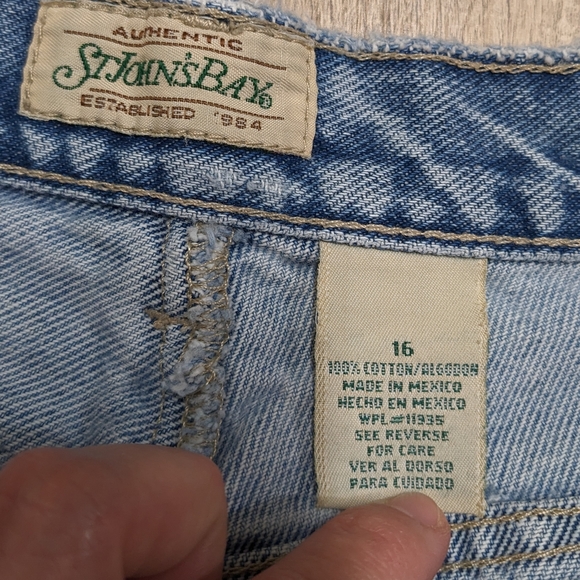 AUTHENTIC
ST. JOHN'S BAY®
ESTABLISHED 1984
16
100% COTTON/ALGODON
MADE IN MEXICO
HECHO EN MEXICO
WPL#11935
SEE REVERSE
FOR CARE
VER AL DORSO
PARA CUIDADO